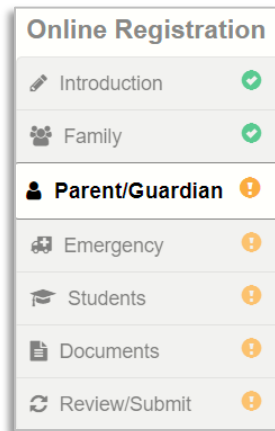 Online Registration
Introduction
Family
Parent/Guardian
Emergency
Students
Documents
Review/Submit